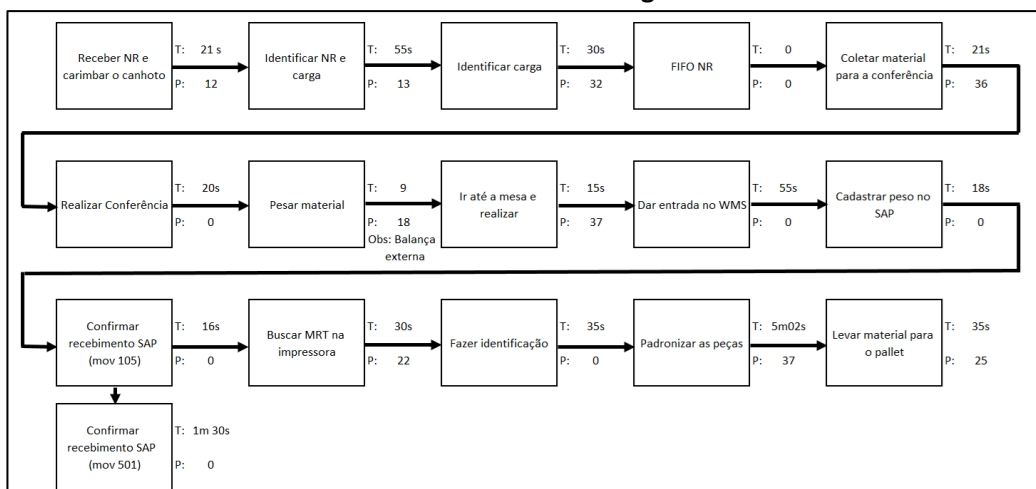 Receber NR e
carimbar o canhoto
T: 21 s
P: 12
Identificar NR e
carga
T: 55s
P: 13
Identificar carga
T: 30s
P: 32
FIFO NR
T: 0
P: 0
Coletar material
para a conferência
T: 21s
P: 36
Realizar Conferência
T: 20s
P: 0
Pesar material
T: 9
P: 18
Obs: Balança
externa
Ir até a mesa e
realizar
T: 15s
P: 37
Dar entrada no WMS
T: 55s
P: 0
Cadastrar peso no
SAP
T: 18s
P: 0
Confirmar
recebimento SAP
(mov 105)
T: 16s
P: 0
Buscar MRT na
impressora
T: 30s
P: 22
Fazer identificação
T: 35s
P: 0
Padronizar as peças
T: 5m02s
P: 37
Levar material para
o pallet
T: 35s
P: 25
Confirmar
recebimento SAP
(mov 501)
T: 1m 30s
P: 0